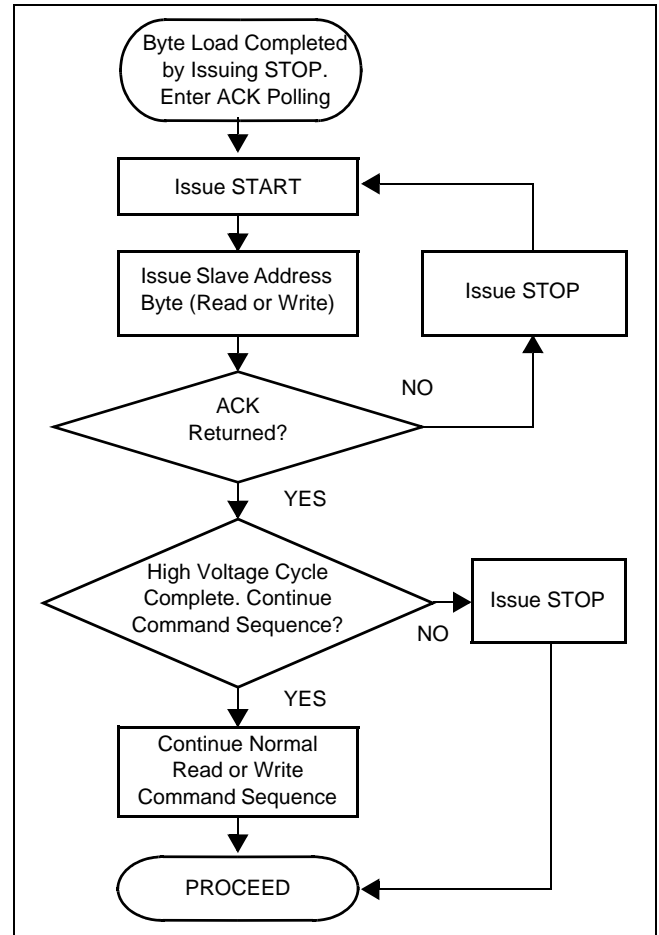 Byte Load Completed
by Issuing STOP.
Enter ACK Polling
Issue START
Issue Slave Address
Byte (Read or Write)
Issue STOP
ACK
Returned?
NO
YES
High Voltage Cycle
Complete. Continue
Command Sequence?
Issue STOP
NO
YES
Continue Normal
Read or Write
Command Sequence
PROCEED